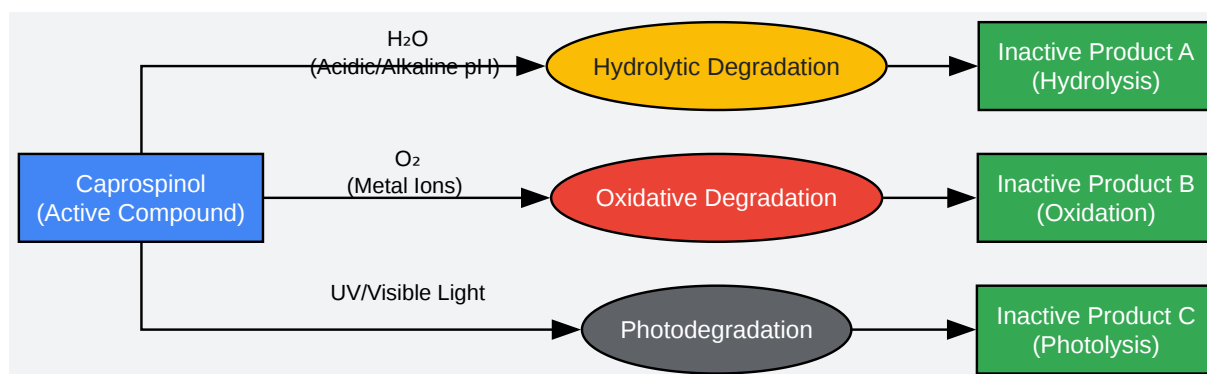 H₂O
(Acidic/Alkaline pH)
Hydrolytic Degradation
Inactive Product A
(Hydrolysis)
Caprospinol
(Active Compound)
O₂
(Metal Ions)
Oxidative Degradation
Inactive Product B
(Oxidation)
UV/Visible Light
Photodegradation
Inactive Product C
(Photolysis)